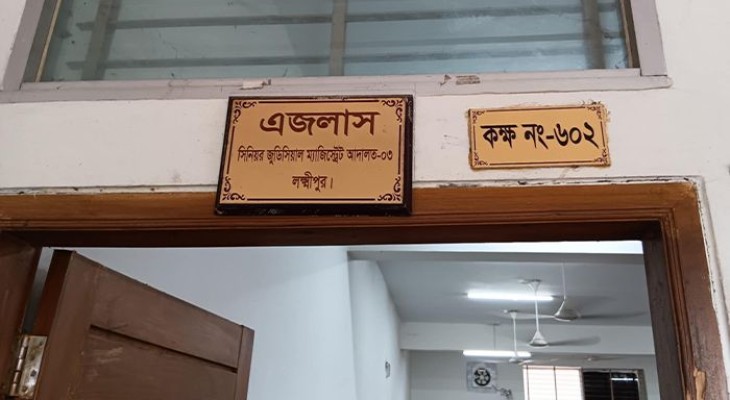 এজলাস
সিনিয়র জুডিসিয়াল ম্যাজিস্ট্রেট আদালত-০৩
লক্ষ্মীপুর।
কক্ষ নং-৬০২